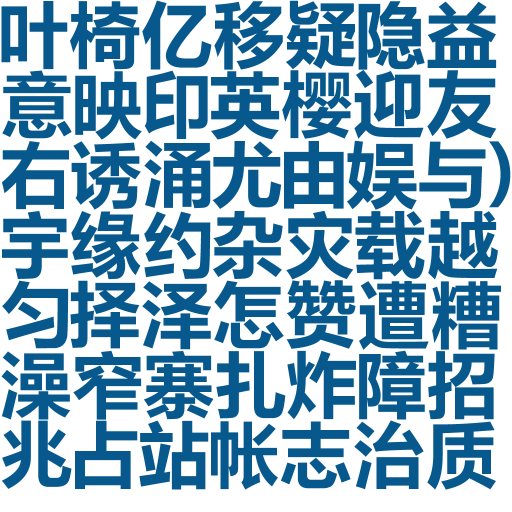 叶椅亿移疑隐益
意映印英樱迎友
右诱涌尤由娱与)
宇缘约杂灾载越
匀择泽怎赞遭糟
澡窄寨扎炸障招
兆占站帐志治质